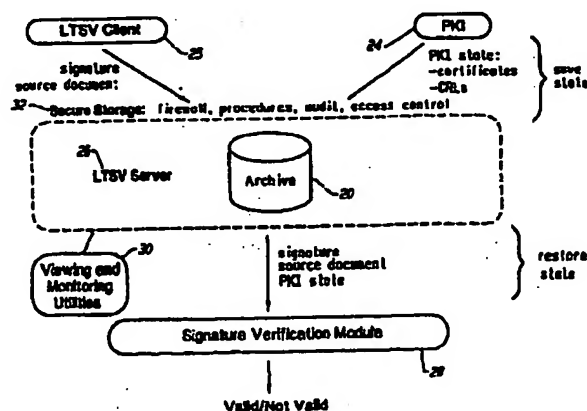 LTSV Client
25
PKI
24
signature
source document:
PKI state:
-certificates
-CRLs
save
state
32
Secure Storage: firewall, procedures, audit, access control
26
LTSV Server
Archive
20
30
Viewing and
Monitoring
Utilities
signature
source document
PKI state
restore
state
Signature Verification Module
28
Valid/Not Valid